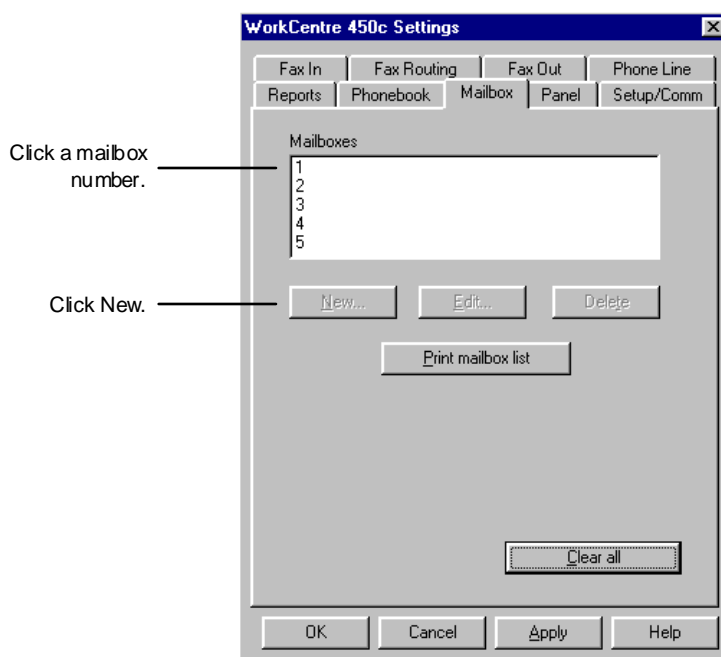 WorkCentre 450c Settings
Fax In Fax Routing Fax Out Phone Line
Reports Phonebook Mailbox Panel Setup/Comm
Click a mailbox
number.
Mailboxes
1
2
3
4
5
Click New.
New... Edit... Delete
Print mailbox list
Clear all
OK Cancel Apply Help